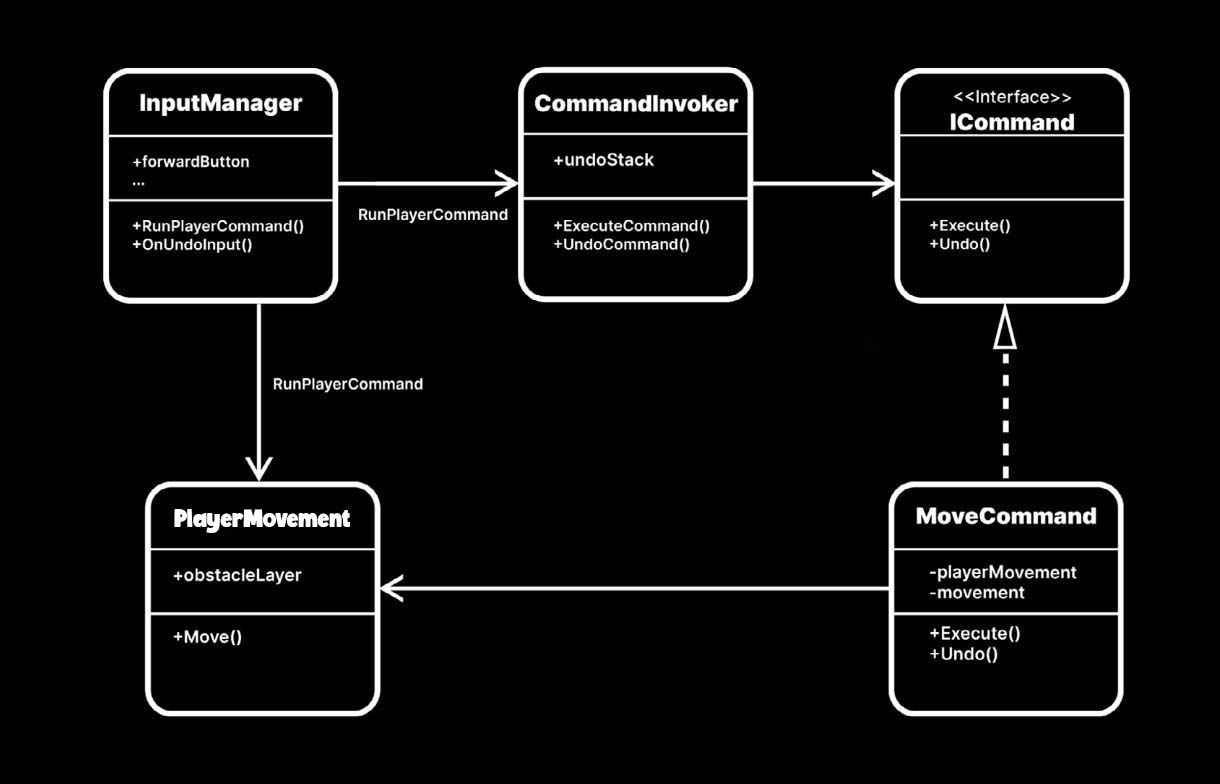 InputManager
+forwardButton
...
+RunPlayerCommand()
+OnUndoInput()
RunPlayerCommand
CommandInvoker
+undoStack
+ExecuteCommand()
+UndoCommand()
<<Interface>>
ICommand
+Execute()
+Undo()
RunPlayerCommand
PlayerMovement
+obstacleLayer
+Move()
MoveCommand
-playerMovement
-movement
+Execute()
+Undo()